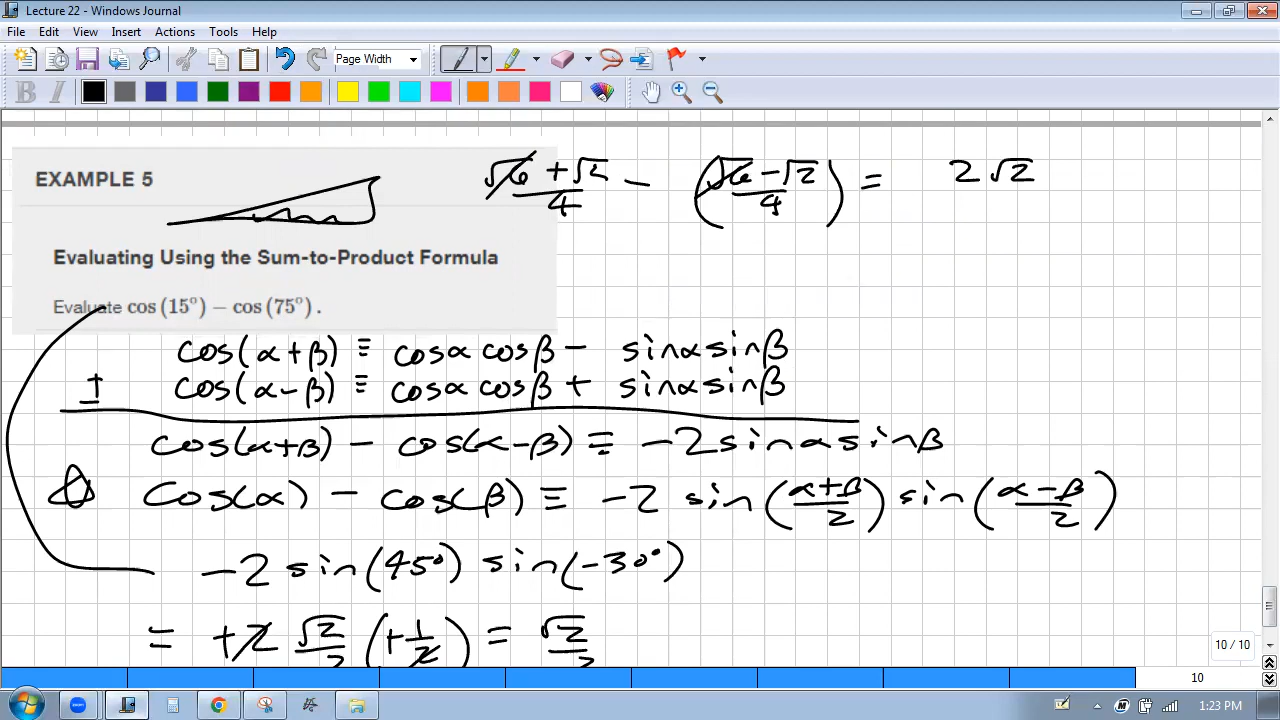 Lecture 22 - Windows Journal
File Edit View Insert Actions Tools Help
Page Width
B I
EXAMPLE 5
√6 + √2 / 4 − (√6 − √2 / 4) = 2√2
Evaluating Using the Sum-to-Product Formula
Evaluate cos (15°) − cos (75°) .
cos(α+β) ≡ cosα cosβ − sinα sinβ
± cos(α−β) ≡ cosα cosβ + sinα sinβ
cos(α+β) − cos(α−β) ≡ −2 sinα sinβ
cos(α) − cos(β) ≡ −2 sin(α+β / 2) sin(α−β / 2)
−2 sin(45°) sin(−30°)
= +2 √2/2 (+1/2) = √2/2
10 / 10
10
1:23 PM